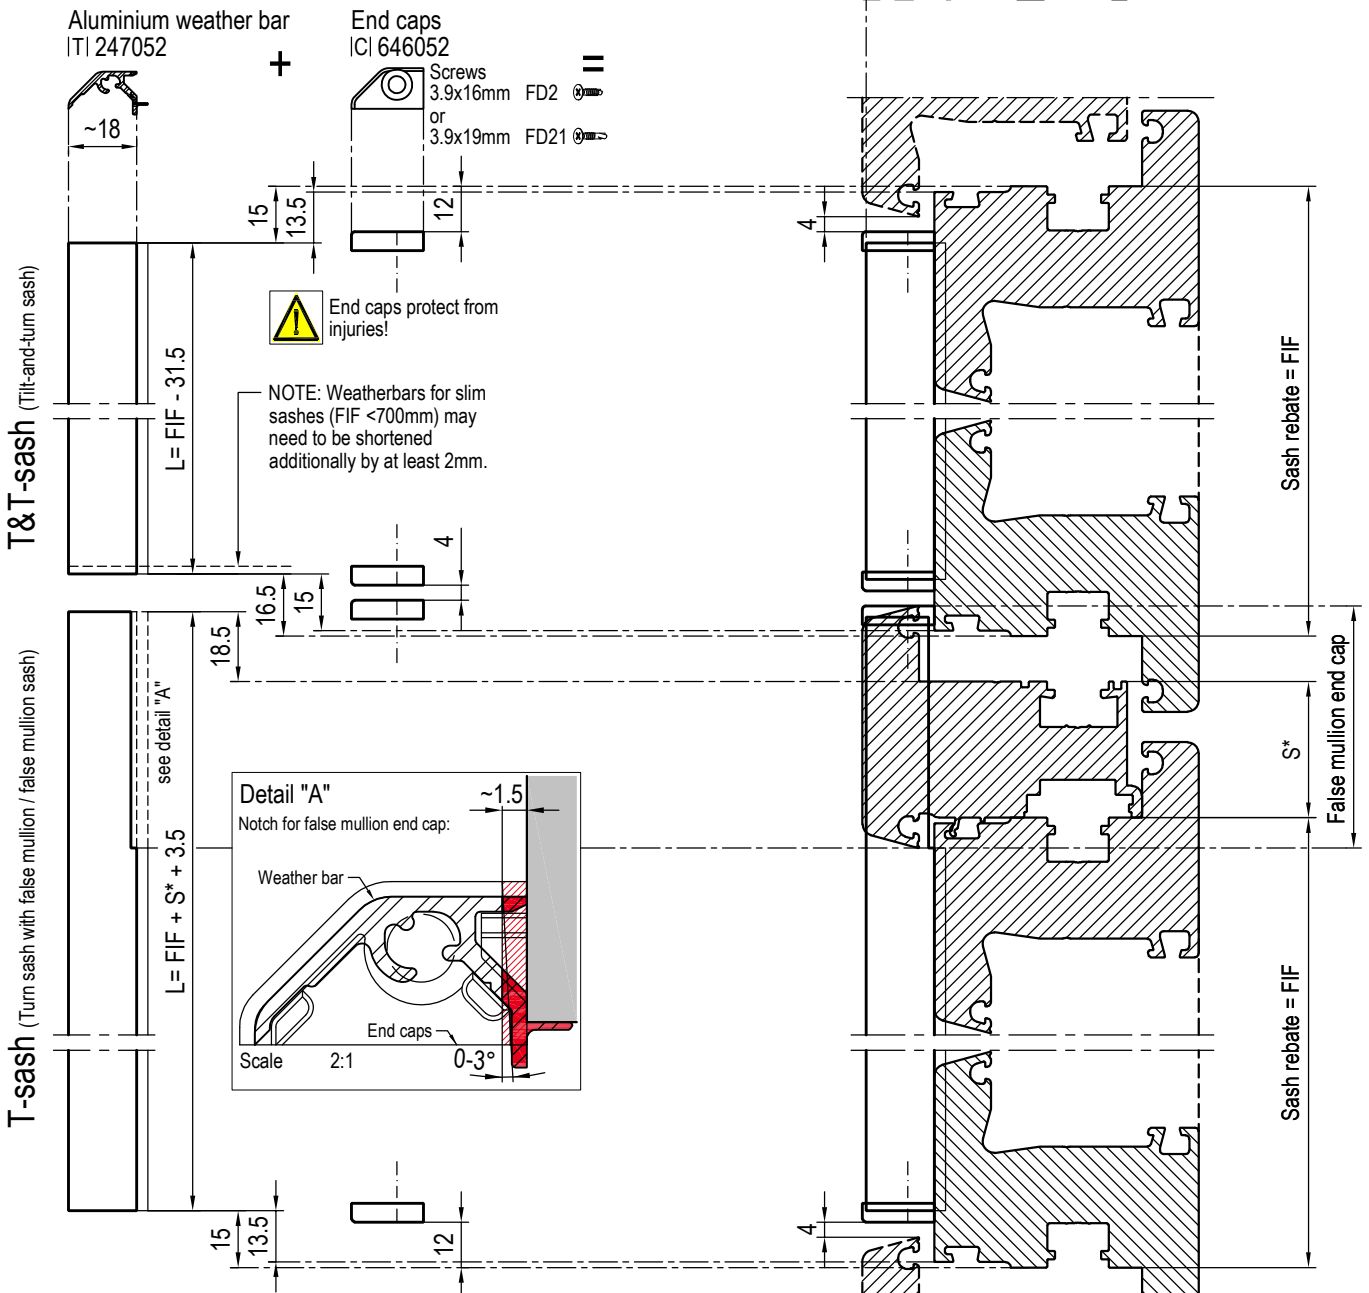 Aluminium weather bar
|T| 247052
+
End caps
|C| 646052
=
Screws
3.9x16mm FD2
or
3.9x19mm FD21
~18
15
13.5
12
4
End caps protect from
injuries!
T&T-sash (Tilt-and-turn sash)
L= FIF - 31.5
NOTE: Weatherbars for slim
sashes (FIF <700mm) may
need to be shortened
additionally by at least 2mm.
Sash rebate = FIF
4
16.5
15
18.5
T-sash (Turn sash with false mullion / false mullion sash)
see detail "A"
L= FIF + S* + 3.5
S*
False mullion end cap
Detail "A"
~1.5
Notch for false mullion end cap:
Weather bar
End caps
Scale 2:1
0-3°
Sash rebate = FIF
15
13.5
12
4